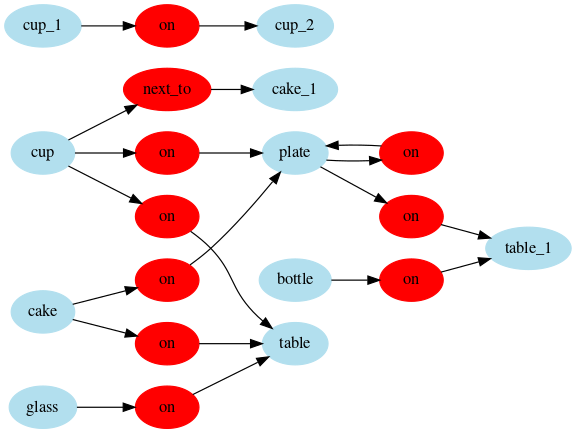 cup_1 on cup_2
next_to cake_1
cup on plate on
on on table_1
cake on bottle on
on table
glass on